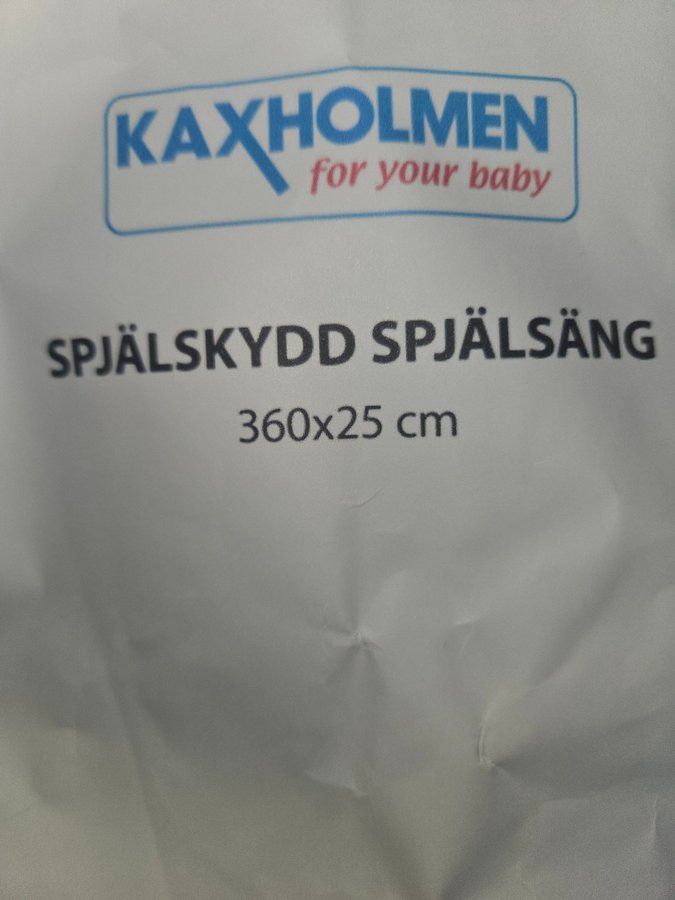 KAXHOLMEN
for your baby
SPJÄLSKYDD SPJÄLSÄNG
360x25 cm